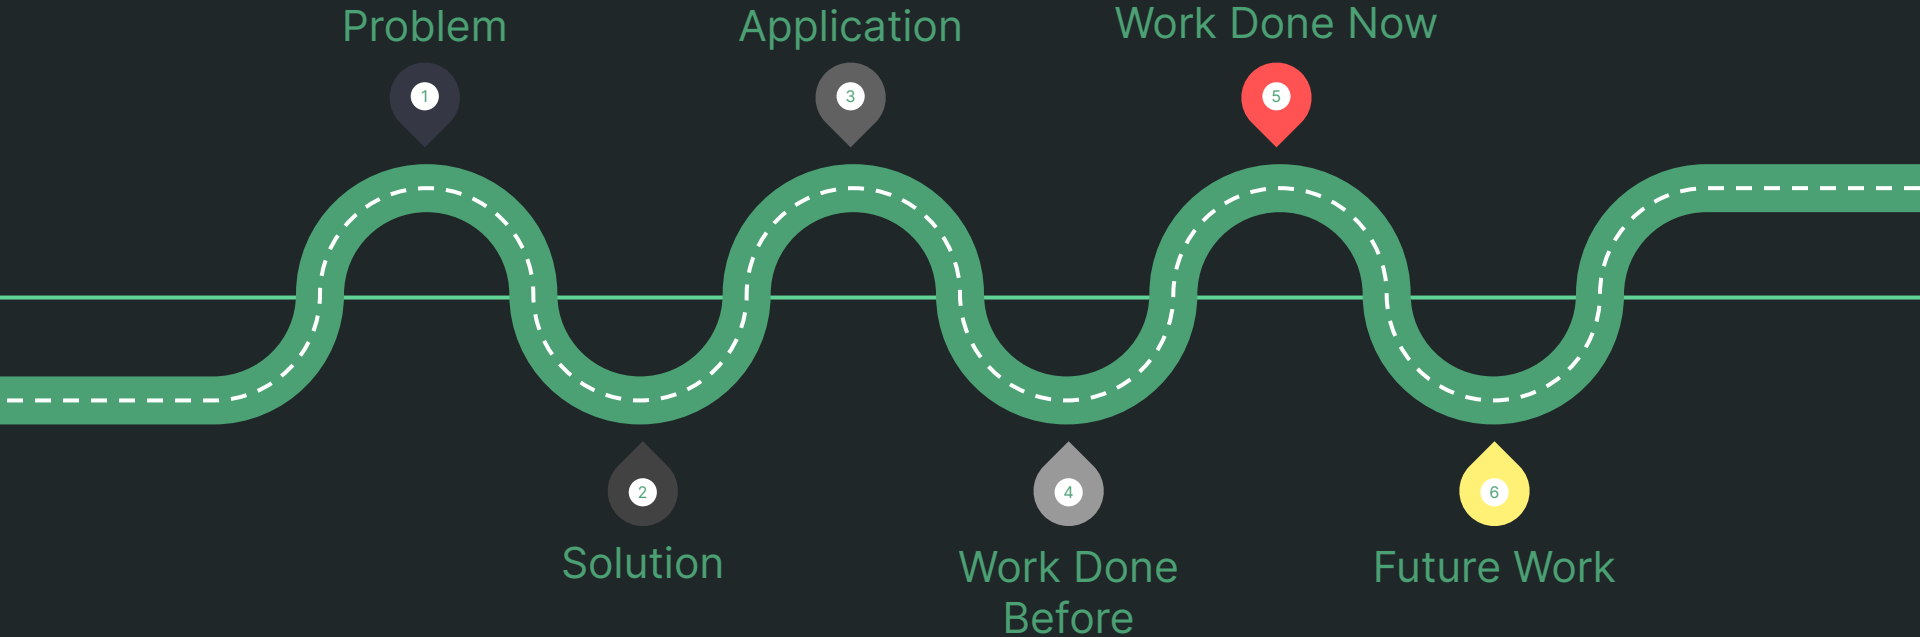 Problem
Application
Work Done Now
1
3
5
2
4
6
Solution
Work Done
Before
Future Work